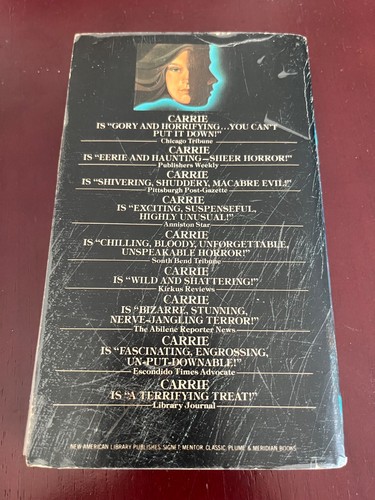 CARRIE
IS "GORY AND HORRIFYING...YOU CAN'T
PUT IT DOWN!"
Chicago Tribune
CARRIE
IS "EERIE AND HAUNTING—SHEER HORROR!"
Publishers Weekly
CARRIE
IS "SHIVERING, SHUDDERY, MACABRE EVIL!"
Pittsburgh Post-Gazette
CARRIE
IS "EXCITING, SUSPENSEFUL,
HIGHLY UNUSUAL!"
Anniston Star
CARRIE
IS "CHILLING, BLOODY, UNFORGETTABLE,
UNSPEAKABLE HORROR!"
South Bend Tribune
CARRIE
IS "WILD AND SHATTERING!"
Kirkus Reviews
CARRIE
IS "BIZARRE, STUNNING,
NERVE-JANGLING TERROR!"
The Abilene Reporter News
CARRIE
IS "FASCINATING, ENGROSSING,
UN-PUT-DOWNABLE!"
Escondido Times Advocate
CARRIE
IS "A TERRIFYING TREAT!"
—Library Journal
NEW AMERICAN LIBRARY PUBLISHES SIGNET, MENTOR, CLASSIC, PLUME & MERIDIAN BOOKS